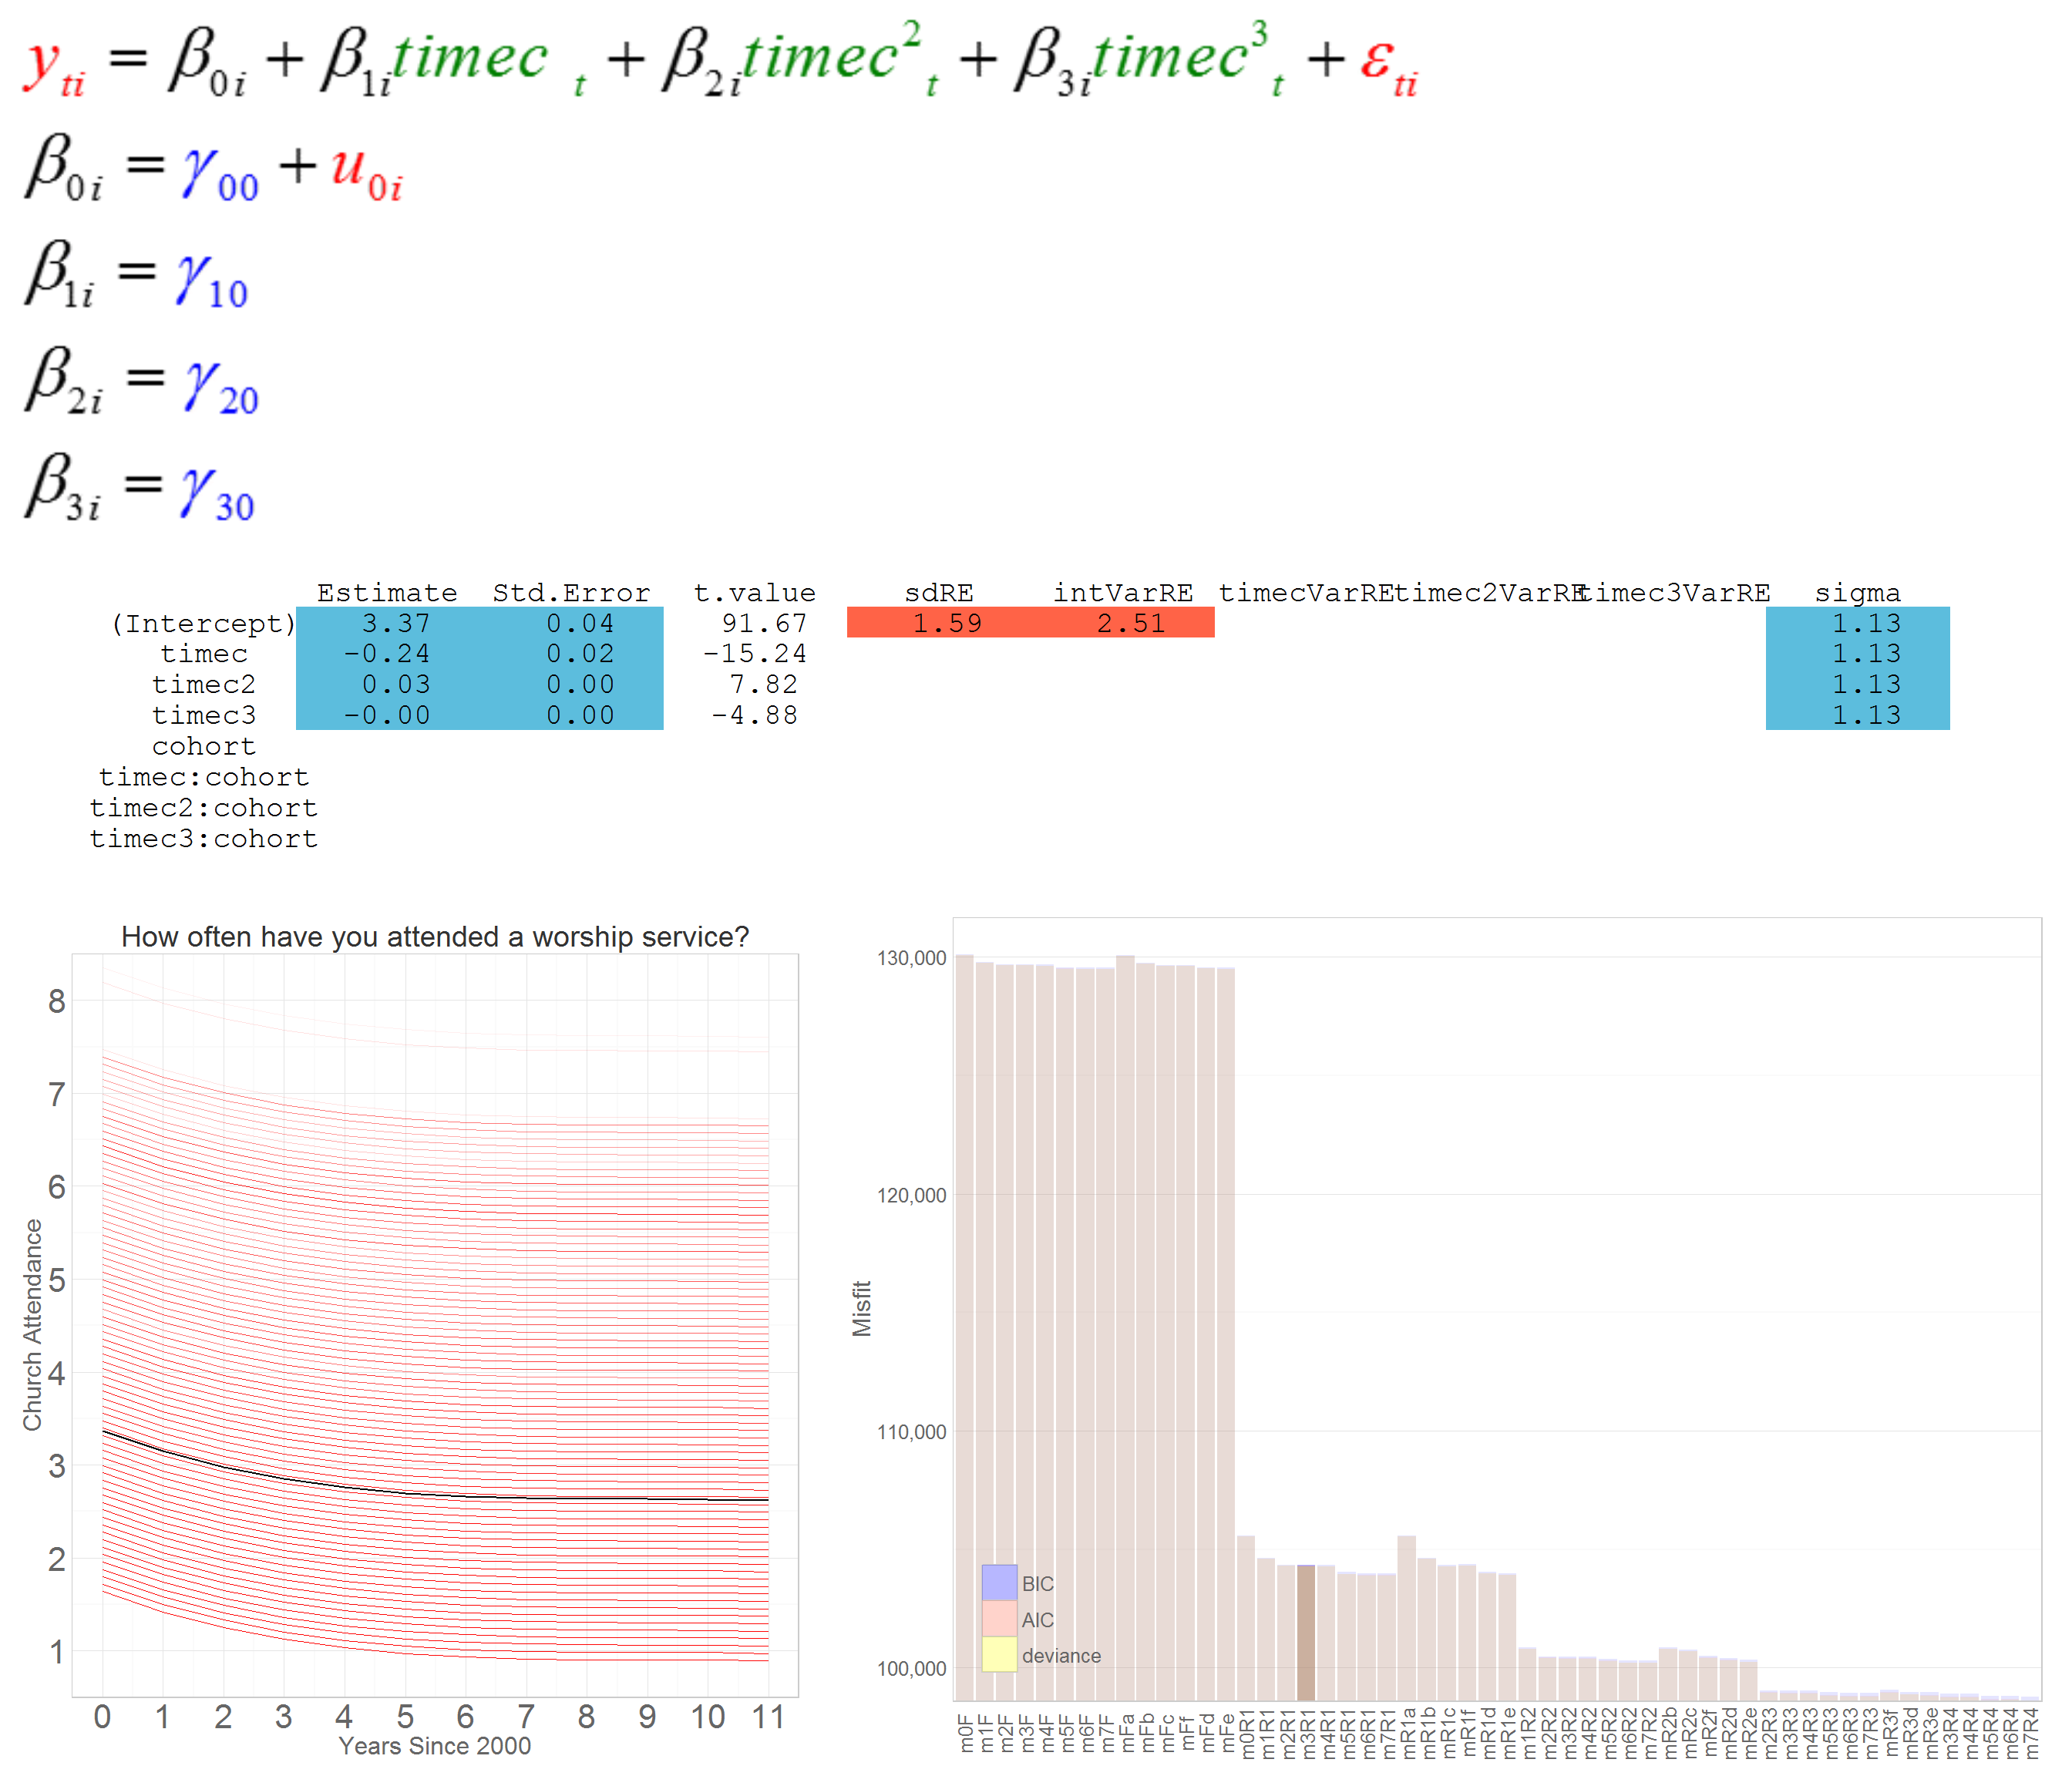 y_ti = β_0i + β_1i timec_t + β_2i timec²_t + β_3i timec³_t + ε_ti
β_0i = γ_00 + u_0i
β_1i = γ_10
β_2i = γ_20
β_3i = γ_30
Estimate Std.Error t.value sdRE intVarRE timecVarRE timec2VarRE timec3VarRE sigma
(Intercept) 3.37 0.04 91.67 1.59 2.51 1.13
timec -0.24 0.02 -15.24 1.13
timec2 0.03 0.00 7.82 1.13
timec3 -0.00 0.00 -4.88 1.13
cohort
timec:cohort
timec2:cohort
timec3:cohort
How often have you attended a worship service?
Church Attendance
8
7
6
5
4
3
2
1
0 1 2 3 4 5 6 7 8 9 10 11
Years Since 2000
Misfit
130,000
120,000
110,000
100,000
BIC
AIC
deviance
m0F m1F m2F m3F m4F m5F m6F m7F mFa mFb mFc mFf mFd mFe m0R1 m1R1 m2R1 m3R1 m4R1 m5R1 m6R1 m7R1 mR1a mR1b mR1c mR1f mR1d mR1e m1R2 m2R2 m3R2 m4R2 m5R2 m6R2 m7R2 mR2b mR2c mR2f mR2d mR2e m2R3 m3R3 m4R3 m5R3 m6R3 m7R3 mR3f mR3d mR3e m3R4 m4R4 m5R4 m6R4 m7R4